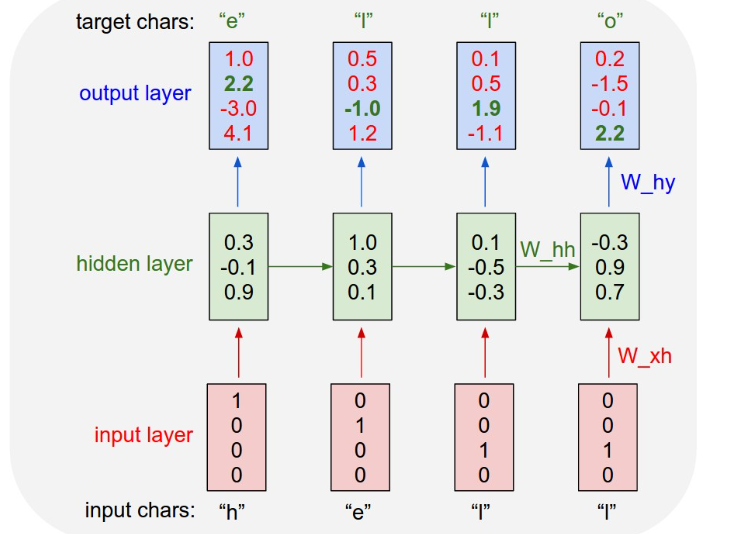 target chars: “e” “l” “l” “o”
1.0 0.5 0.1 0.2
2.2 0.3 0.5 -1.5
output layer -3.0 -1.0 1.9 -0.1
4.1 1.2 -1.1 2.2
W_hy
0.3 1.0 0.1 W_hh -0.3
hidden layer -0.1 0.3 -0.5 0.9
0.9 0.1 -0.3 0.7
W_xh
1 0 0 0
0 1 0 0
input layer 0 0 1 1
0 0 0 0
input chars: “h” “e” “l” “l”